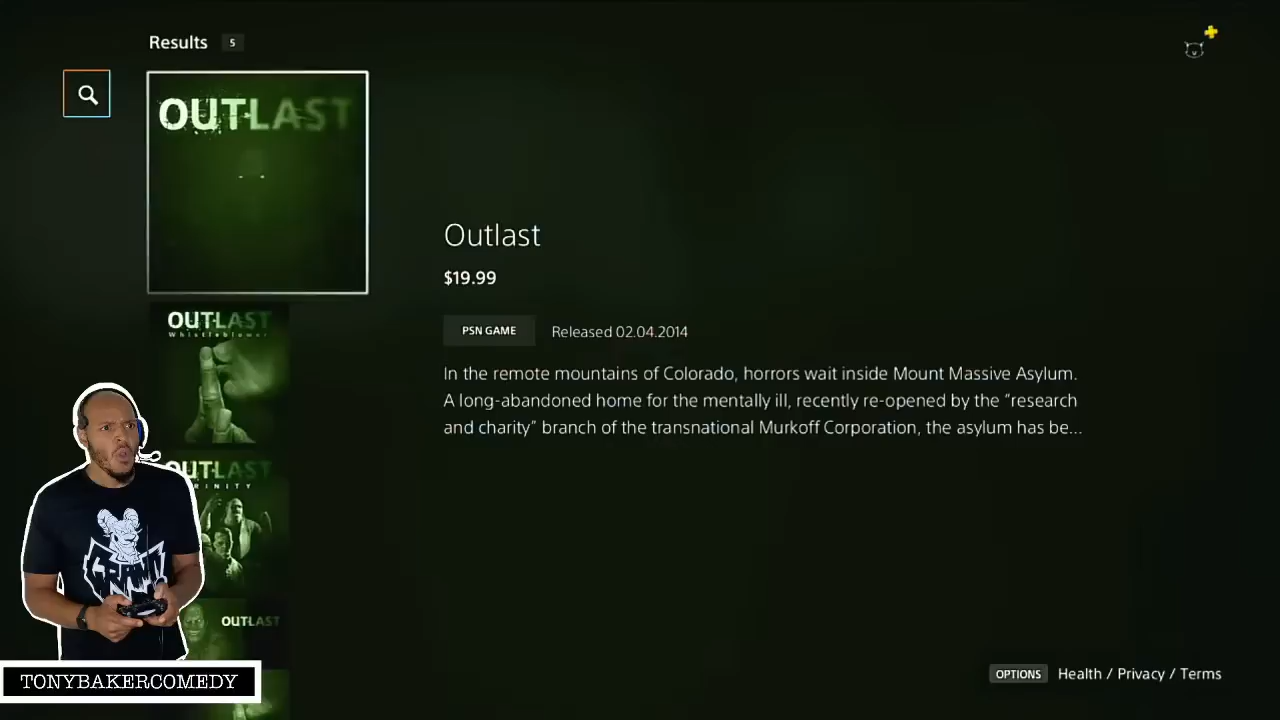 Results 5
OUTLAST
Outlast
$19.99
PSN GAME Released 02.04.2014
In the remote mountains of Colorado, horrors wait inside Mount Massive Asylum.
A long-abandoned home for the mentally ill, recently re-opened by the “research
and charity” branch of the transnational Murkoff Corporation, the asylum has be...
OUTLAST
Whistleblower
OUTLAST
RINITY
OUTLAST
GRAMS
TONYBAKERCOMEDY
OPTIONS Health / Privacy / Terms